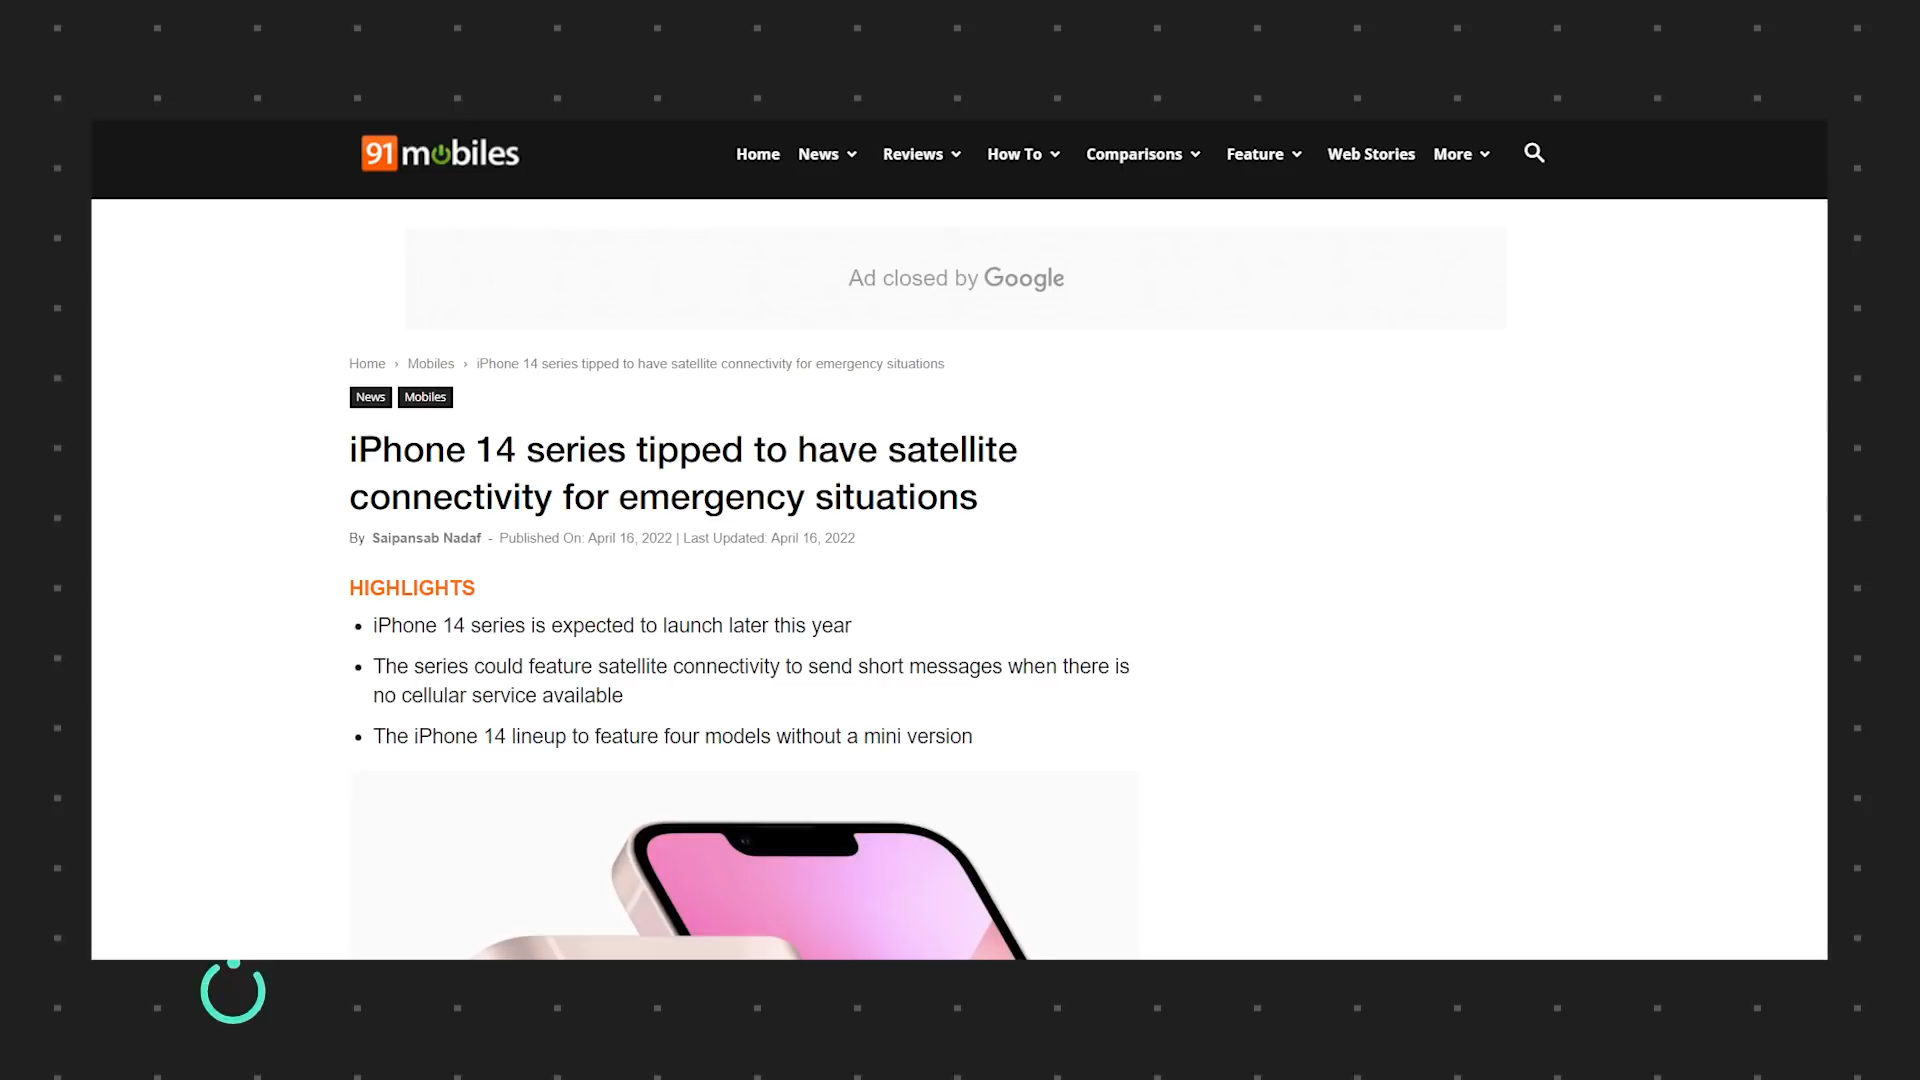 91mobiles
Home News Reviews How To Comparisons Feature Web Stories More
Ad closed by Google
Home › Mobiles › iPhone 14 series tipped to have satellite connectivity for emergency situations
News Mobiles
iPhone 14 series tipped to have satellite
connectivity for emergency situations
By Saipansab Nadaf - Published On: April 16, 2022 | Last Updated: April 16, 2022
HIGHLIGHTS
• iPhone 14 series is expected to launch later this year
• The series could feature satellite connectivity to send short messages when there is
no cellular service available
• The iPhone 14 lineup to feature four models without a mini version